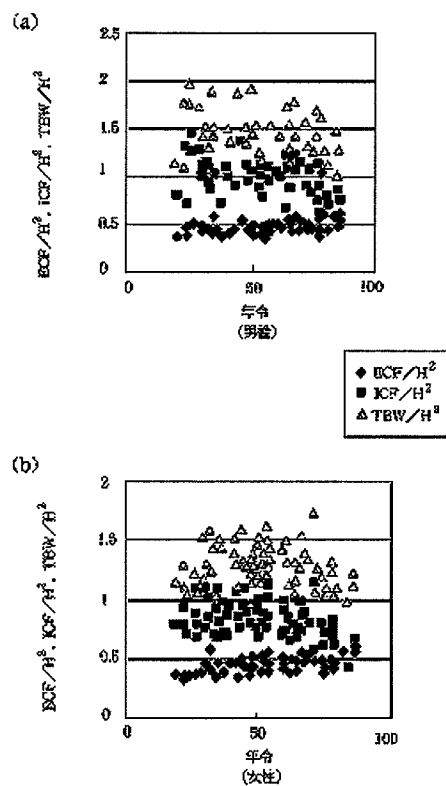 (a)
2.5
2
1.5
1
0.5
0
ECF/H², ICF/H², TBW/H²
0
50
100
年令
(男性)
◆ ECF/H²
■ ICF/H²
△ TBW/H²
(b)
2
1.5
1
0.5
0
ECF/H², ICF/H², TBW/H²
0
50
100
年令
(女性)